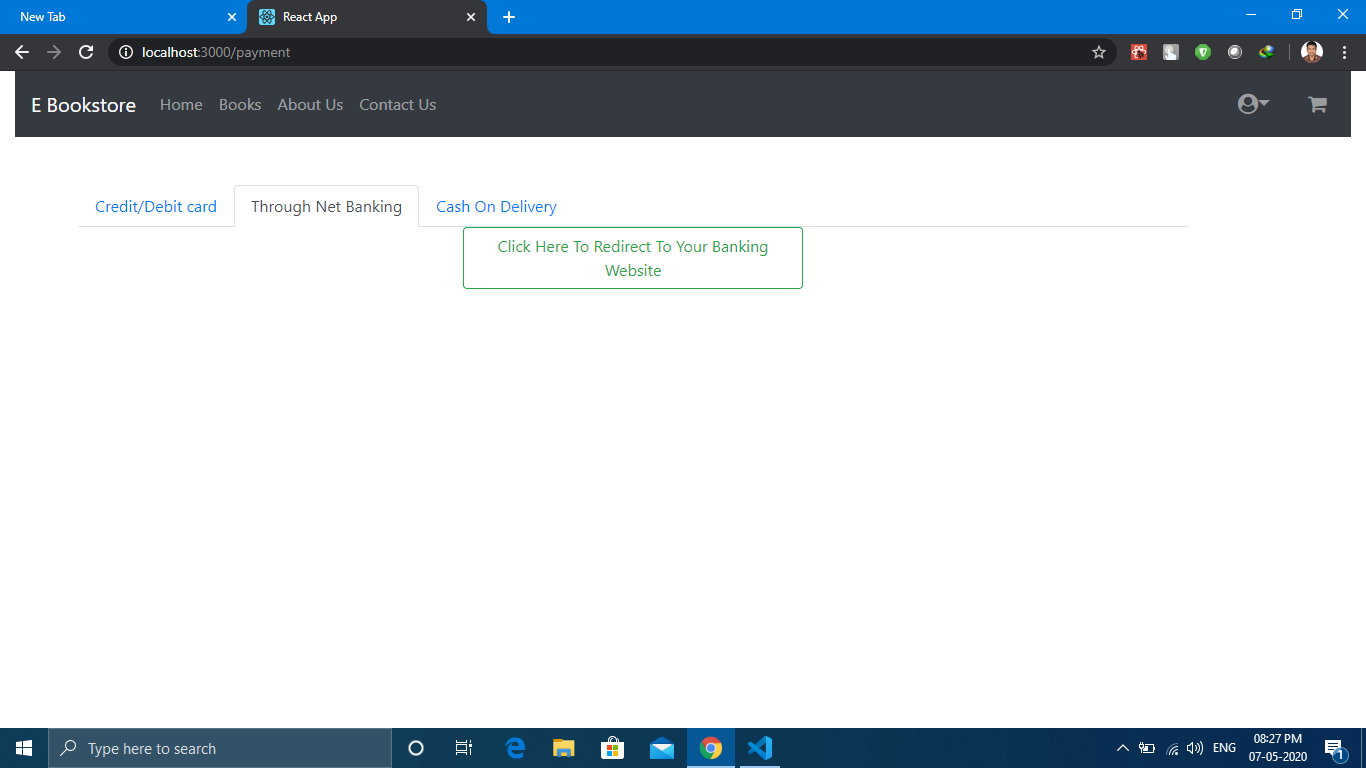 New Tab
React App
localhost:3000/payment
E Bookstore Home Books About Us Contact Us
Credit/Debit card Through Net Banking Cash On Delivery
Click Here To Redirect To Your Banking
Website
Type here to search
ENG
08:27 PM
07-05-2020
1